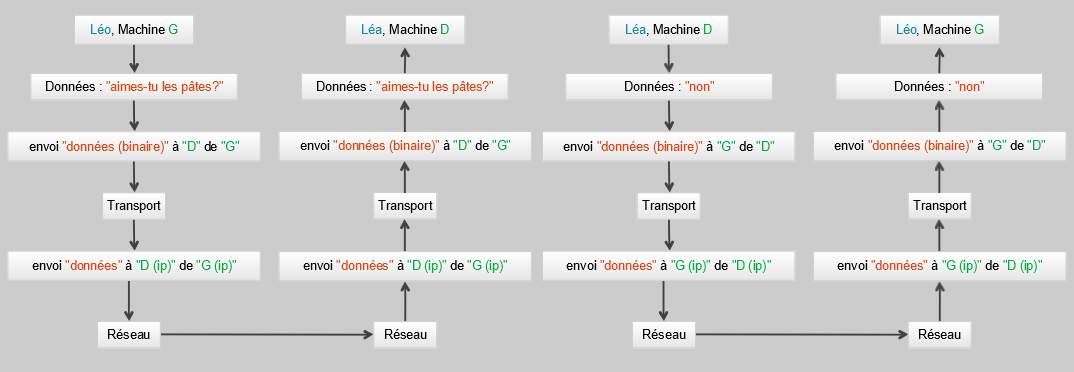 Léo, Machine G
Données : "aimes-tu les pâtes?"
envoi "données (binaire)" à "D" de "G"
Transport
envoi "données" à "D (ip)" de "G (ip)"
Réseau
Léa, Machine D
Données : "aimes-tu les pâtes?"
envoi "données (binaire)" à "D" de "G"
Transport
envoi "données" à "D (ip)" de "G (ip)"
Réseau
Léa, Machine D
Données : "non"
envoi "données (binaire)" à "G" de "D"
Transport
envoi "données" à "G (ip)" de "D (ip)"
Réseau
Léo, Machine G
Données : "non"
envoi "données (binaire)" à "G" de "D"
Transport
envoi "données" à "G (ip)" de "D (ip)"
Réseau